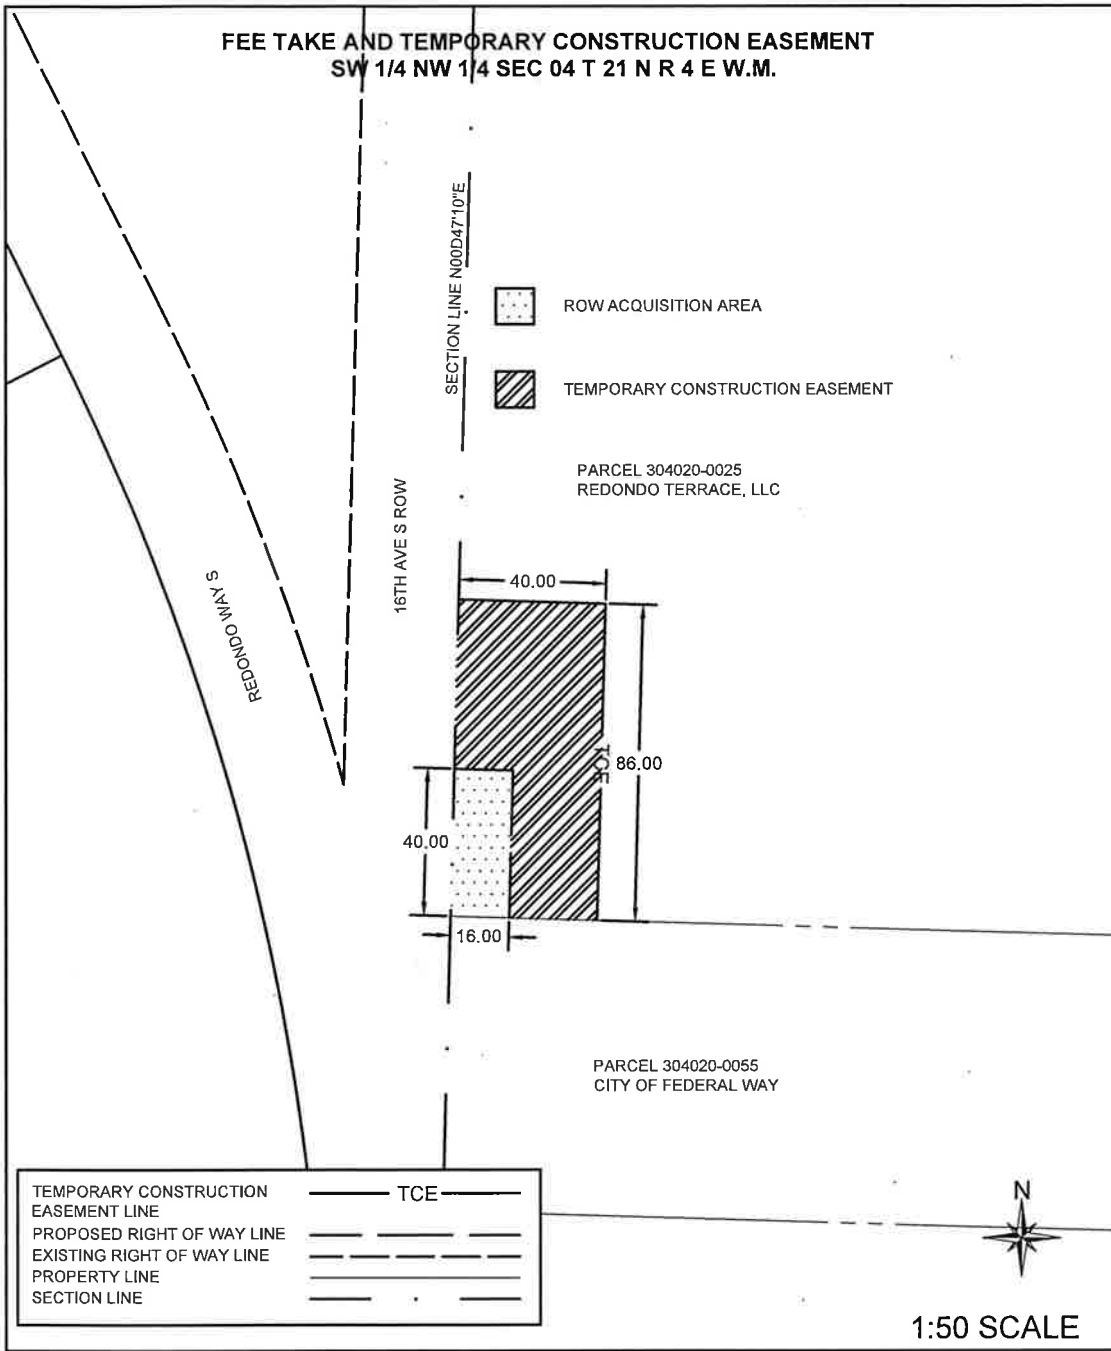 FEE TAKE AND TEMPORARY CONSTRUCTION EASEMENT
SW 1/4 NW 1/4 SEC 04 T 21 N R 4 E W.M.
SECTION LINE N00D47'10"E
ROW ACQUISITION AREA
TEMPORARY CONSTRUCTION EASEMENT
PARCEL 304020-0025
REDONDO TERRACE, LLC
16TH AVE S ROW
REDONDO WAY S
40.00
TCE
86.00
40.00
16.00
PARCEL 304020-0055
CITY OF FEDERAL WAY
TEMPORARY CONSTRUCTION
EASEMENT LINE
TCE
PROPOSED RIGHT OF WAY LINE
EXISTING RIGHT OF WAY LINE
PROPERTY LINE
SECTION LINE
N
1:50 SCALE